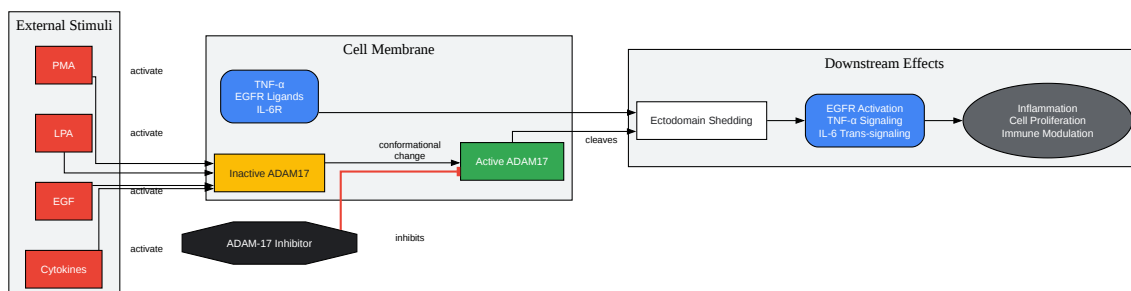 External Stimuli
PMA
LPA
EGF
Cytokines
activate
activate
activate
activate
Cell Membrane
TNF-α
EGFR Ligands
IL-6R
Inactive ADAM17
conformational
change
Active ADAM17
ADAM-17 Inhibitor
inhibits
cleaves
Downstream Effects
Ectodomain Shedding
EGFR Activation
TNF-α Signaling
IL-6 Trans-signaling
Inflammation
Cell Proliferation
Immune Modulation